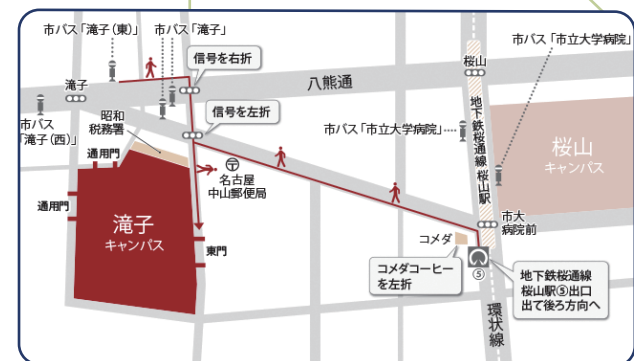 市バス「滝子（東）」
市バス「滝子」
信号を右折
市バス「市立大学病院」
滝子
桜山
八熊通
信号を左折
昭和
税務署
市バス
「滝子（西）」
市バス「市立大学病院」
地下鉄桜通線 桜山駅
通用門
桜山
キャンパス
〒
名古屋
中山郵便局
通用門
滝子
キャンパス
市大
病院前
コメダ
東門
コメダコーヒー
を左折
⑤
地下鉄桜通線
桜山駅⑤出口
出て後ろ方向へ
環状線